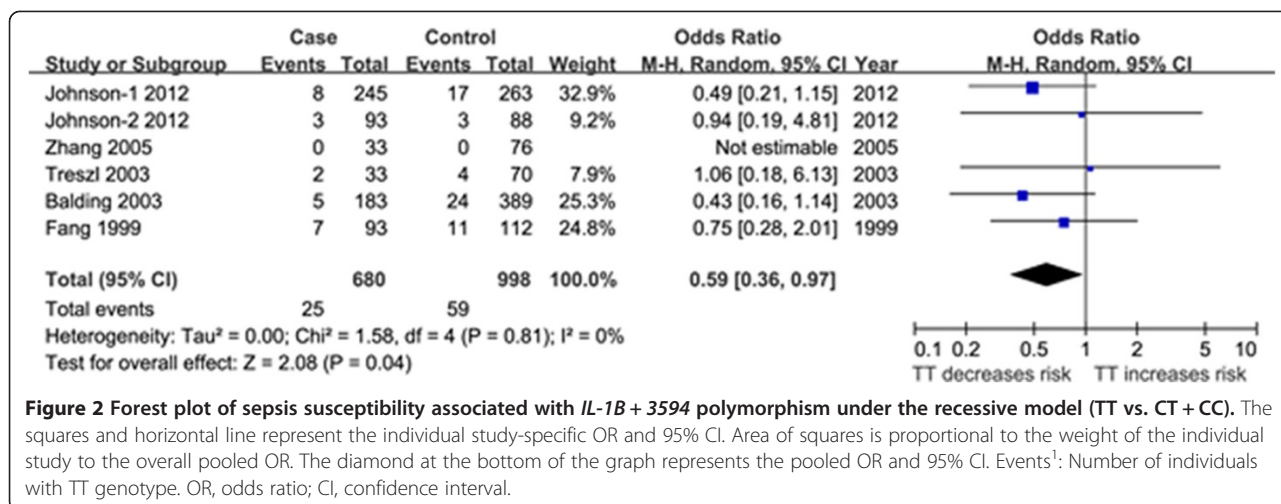 Case Control Odds Ratio Odds Ratio
Study or Subgroup Events Total Events Total Weight M-H, Random, 95% CI Year M-H, Random, 95% CI
Johnson-1 2012 8 245 17 263 32.9% 0.49 [0.21, 1.15] 2012
Johnson-2 2012 3 93 3 88 9.2% 0.94 [0.19, 4.81] 2012
Zhang 2005 0 33 0 76 Not estimable 2005
Treszl 2003 2 33 4 70 7.9% 1.06 [0.18, 6.13] 2003
Balding 2003 5 183 24 389 25.3% 0.43 [0.16, 1.14] 2003
Fang 1999 7 93 11 112 24.8% 0.75 [0.28, 2.01] 1999
Total (95% CI) 680 998 100.0% 0.59 [0.36, 0.97]
Total events 25 59
Heterogeneity: Tau² = 0.00; Chi² = 1.58, df = 4 (P = 0.81); I² = 0%
Test for overall effect: Z = 2.08 (P = 0.04)
0.1 0.2 0.5 1 2 5 10
TT decreases risk TT increases risk
Figure 2 Forest plot of sepsis susceptibility associated with IL-1B + 3594 polymorphism under the recessive model (TT vs. CT + CC). The
squares and horizontal line represent the individual study-specific OR and 95% CI. Area of squares is proportional to the weight of the individual
study to the overall pooled OR. The diamond at the bottom of the graph represents the pooled OR and 95% CI. Events¹: Number of individuals
with TT genotype. OR, odds ratio; CI, confidence interval.